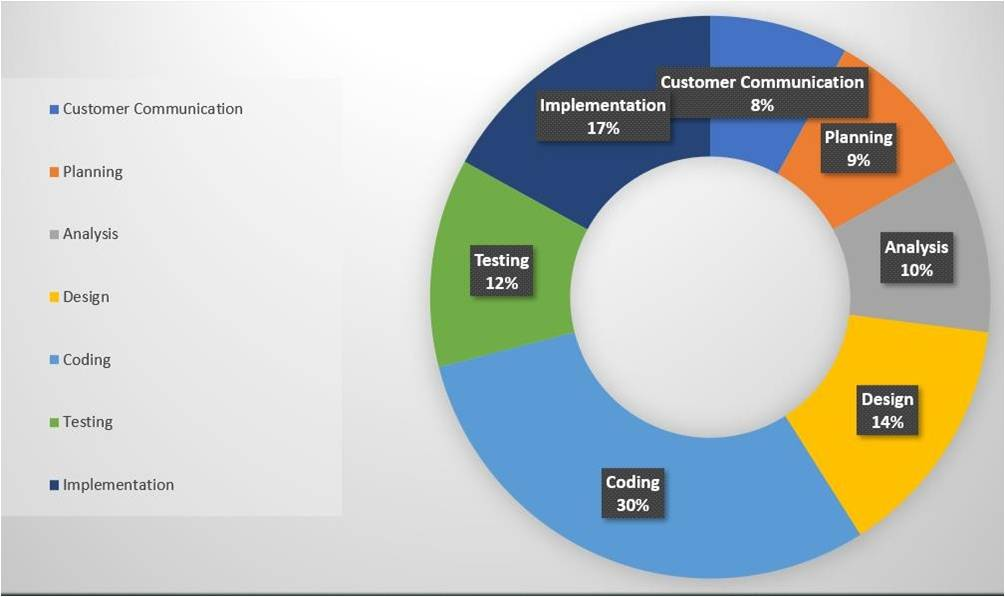 Customer Communication
Planning
Analysis
Design
Coding
Testing
Implementation
Customer Communication
8%
Planning
9%
Analysis
10%
Design
14%
Coding
30%
Testing
12%
Implementation
17%